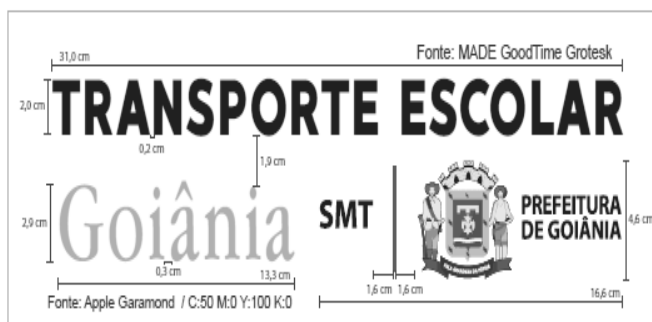 31,0 cm
Fonte: MADE GoodTime Grotesk
2,0 cm
TRANSPORTE ESCOLAR
0,2 cm
1,9 cm
2,9 cm
Goiânia
SMT
PREFEITURA
DE GOIÂNIA
4,6 cm
0,3 cm
13,3 cm
1,6 cm
1,6 cm
16,6 cm
Fonte: Apple Garamond / C:50 M:0 Y:100 K:0